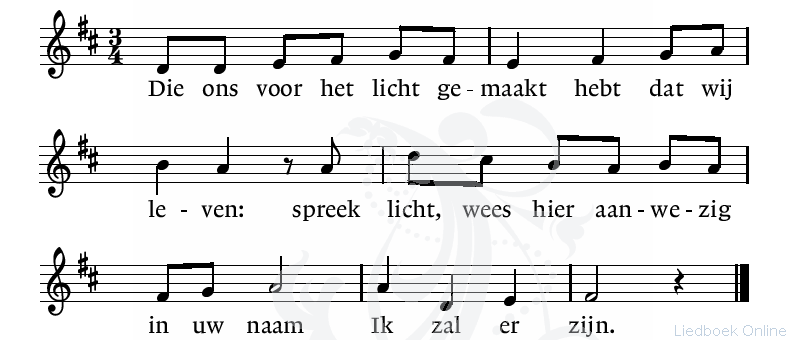 Die ons voor het licht ge - maakt hebt dat wij
le - ven: spreek licht, wees hier aan - we - zig
in uw naam Ik zal er zijn.
Liedboek Online